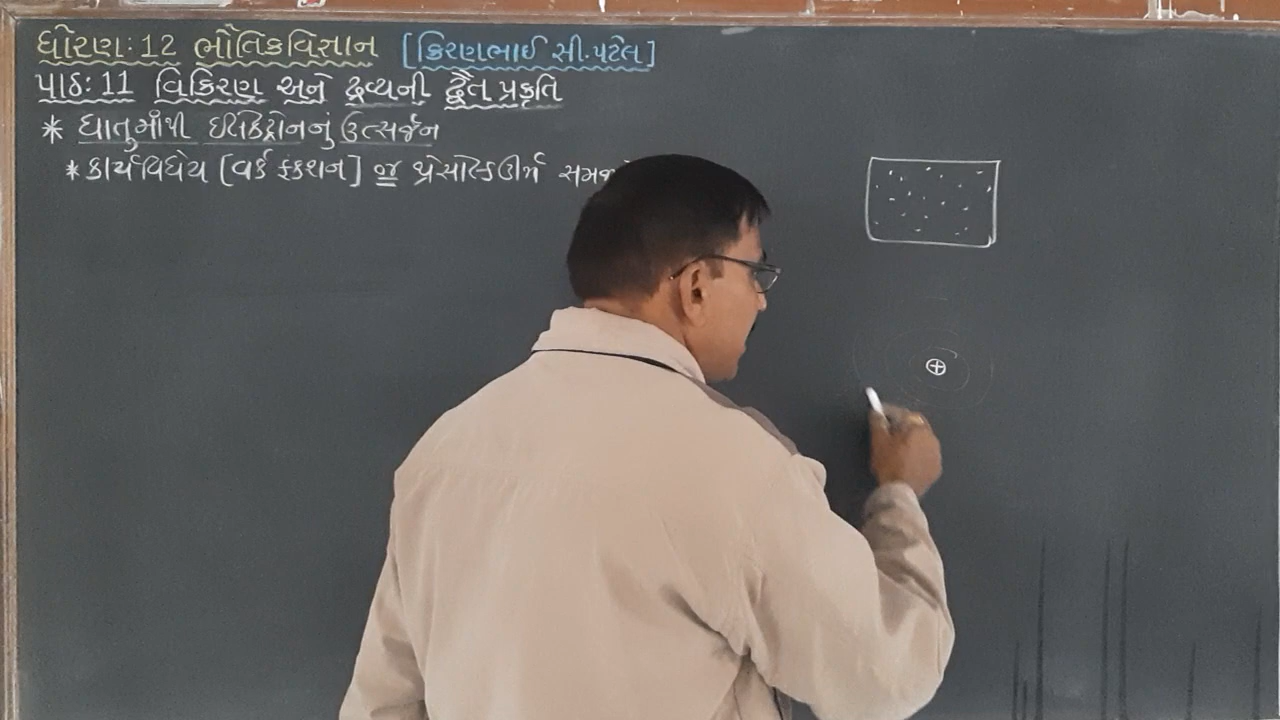 ધોરણઃ 12 ભૌતિકવિજ્ઞાન [કિરણભાઈ સી. પટેલ]
પાઠઃ 11 વિકિરણ અને દ્રવ્યની દ્વૈત પ્રકૃતિ
* ધાતુમાંથી ઈલેક્ટ્રોનનું ઉત્સર્જન
* કાર્યવિધેય [વર્ક ફંકશન] જ થ્રેસોલ્ડઊર્જા
+